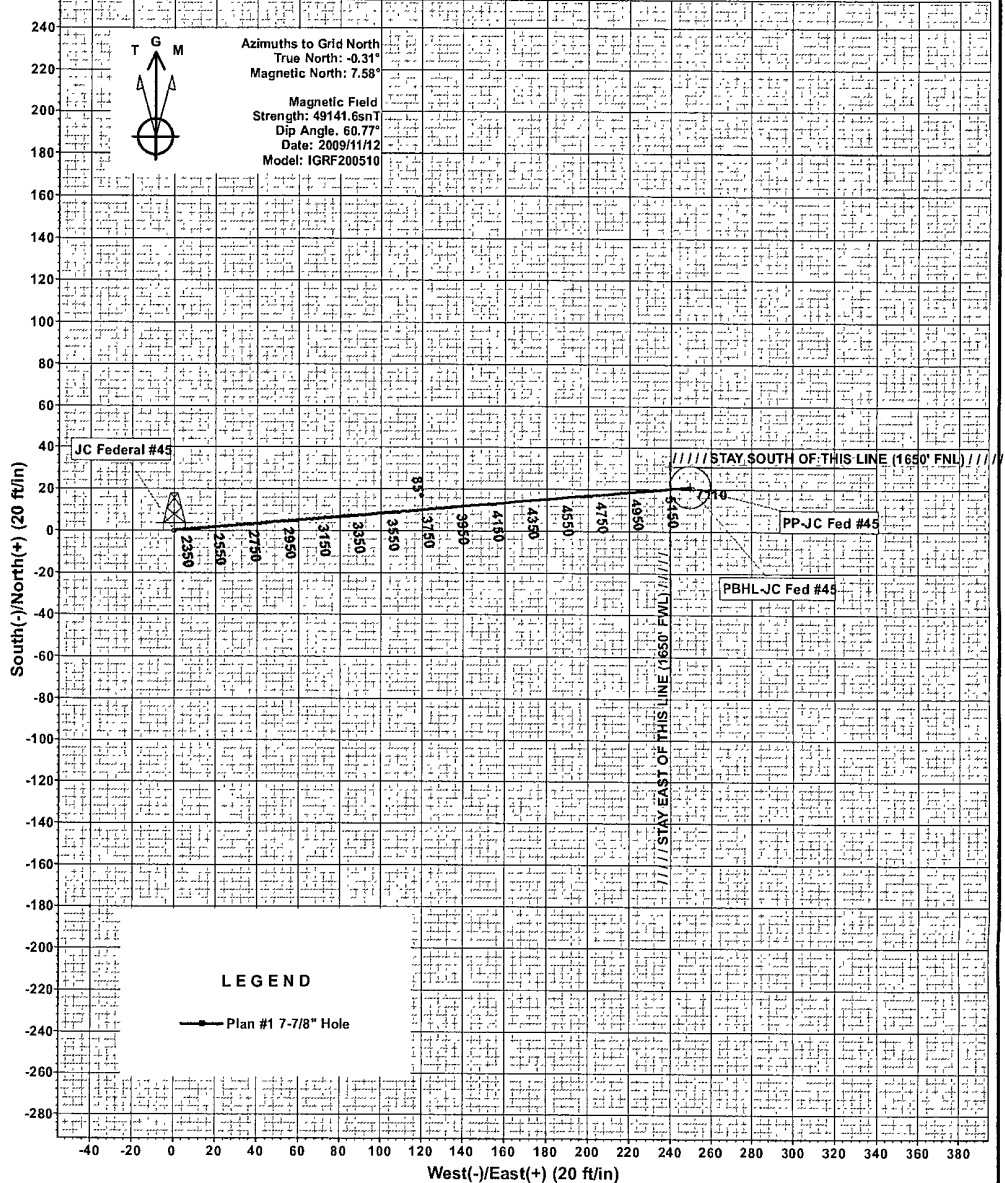 T G M
Azimuths to Grid North
True North: -0.31°
Magnetic North: 7.58°
Magnetic Field
Strength: 49141.6snT
Dip Angle. 60.77°
Date: 2009/11/12
Model: IGRF200510
240
220
200
180
160
140
120
100
80
60
40
20
0
-20
-40
-60
-80
-100
-120
-140
-160
-180
-200
-220
-240
-260
-280
South(-)/North(+) (20 ft/in)
JC Federal #45
85°
2350
2550
2750
2950
3150
3350
3550
3750
3950
4150
4350
4550
4750
4950
5150
7710
///// STAY SOUTH OF THIS LINE (1650' FNL) /////
PP-JC Fed #45
PBHL-JC Fed #45
///// STAY EAST OF THIS LINE (1650' FWL) /////
LEGEND
Plan #1 7-7/8" Hole
-40 -20 0 20 40 60 80 100 120 140 160 180 200 220 240 260 280 300 320 340 360 380
West(-)/East(+) (20 ft/in)